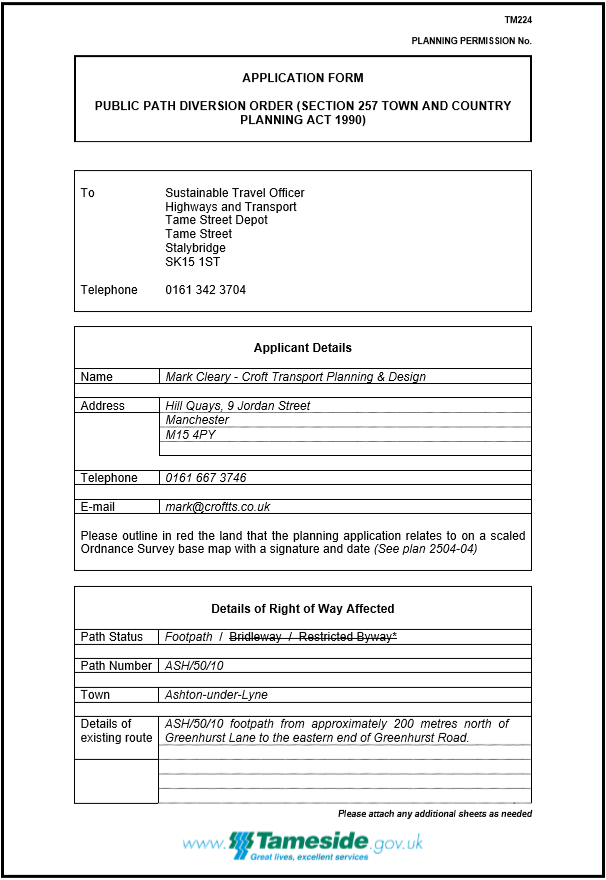 TM224
PLANNING PERMISSION No.
APPLICATION FORM
PUBLIC PATH DIVERSION ORDER (SECTION 257 TOWN AND COUNTRY
PLANNING ACT 1990)
To Sustainable Travel Officer
Highways and Transport
Tame Street Depot
Tame Street
Stalybridge
SK15 1ST
Telephone 0161 342 3704
Applicant Details
Name Mark Cleary - Croft Transport Planning & Design
Address Hill Quays, 9 Jordan Street
Manchester
M15 4PY
Telephone 0161 667 3746
E-mail mark@croftts.co.uk
Please outline in red the land that the planning application relates to on a scaled
Ordnance Survey base map with a signature and date (See plan 2504-04)
Details of Right of Way Affected
Path Status Footpath / Bridleway / Restricted Byway*
Path Number ASH/50/10
Town Ashton-under-Lyne
Details of ASH/50/10 footpath from approximately 200 metres north of
existing route Greenhurst Lane to the eastern end of Greenhurst Road.
Please attach any additional sheets as needed
www.Tameside.gov.uk
Great lives, excellent services